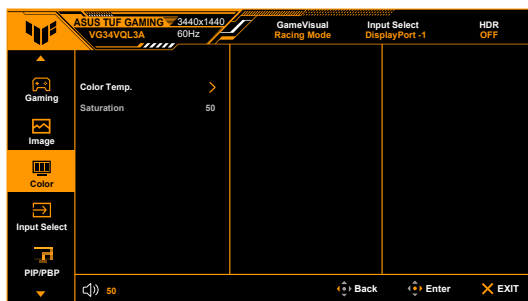 ASUS TUF GAMING 3440x1440
VG34VQL3A 60Hz
GameVisual
Racing Mode
Input Select
DisplayPort -1
HDR
OFF
Gaming
Image
Color
Input Select
PIP/PBP
Color Temp.
Saturation 50
50
Back
Enter
EXIT